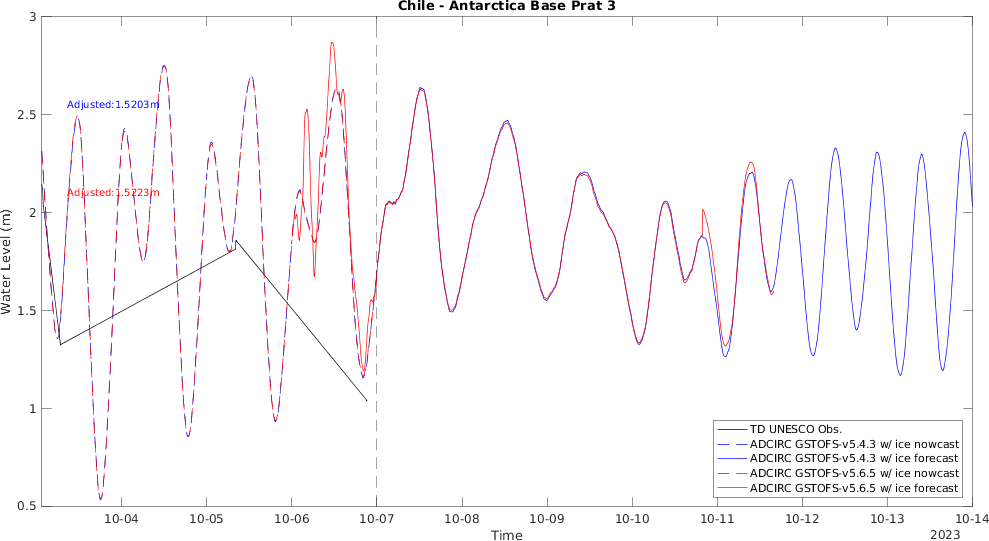 Chile - Antarctica Base Prat 3
3
2.5
2
1.5
1
0.5
Water Level (m)
Adjusted:1.5203m
Adjusted:1.5223m
TD UNESCO Obs.
ADCIRC GSTOFS-v5.4.3 w/ ice nowcast
ADCIRC GSTOFS-v5.4.3 w/ ice forecast
ADCIRC GSTOFS-v5.6.5 w/ ice nowcast
ADCIRC GSTOFS-v5.6.5 w/ ice forecast
10-04 10-05 10-06 10-07 10-08 10-09 10-10 10-11 10-12 10-13 10-14
Time
2023